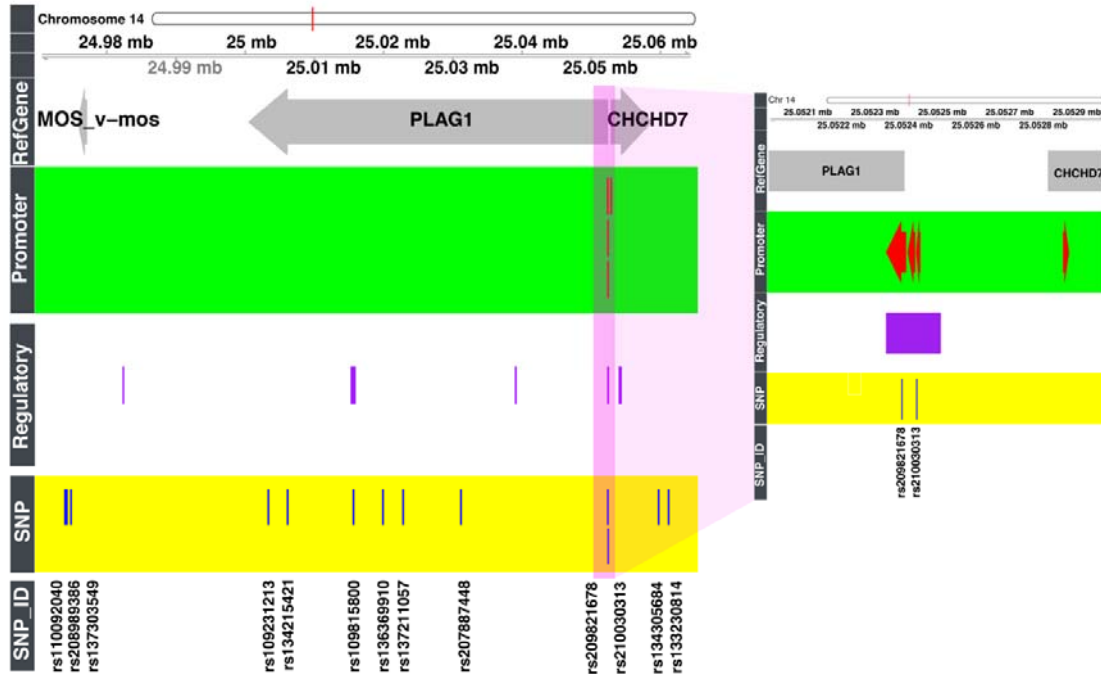 Chromosome 14
24.98 mb 25 mb 25.02 mb 25.04 mb 25.06 mb
24.99 mb 25.01 mb 25.03 mb 25.05 mb
RefGene
MOS_v-mos PLAG1 CHCHD7
Promoter
Regulatory
SNP
SNP_ID
rs110092040
rs208989386
rs137303549
rs109231213
rs134215421
rs109815800
rs136369910
rs137211057
rs207887448
rs209821678
rs210030313
rs134305684
rs133230814
Chr 14
25.0521 mb 25.0523 mb 25.0525 mb 25.0527 mb 25.0529 mb
25.0522 mb 25.0524 mb 25.0526 mb 25.0528 mb
RefGene
PLAG1 CHCHD7
Promoter
Regulatory
SNP
SNP_ID
rs209821678
rs210030313